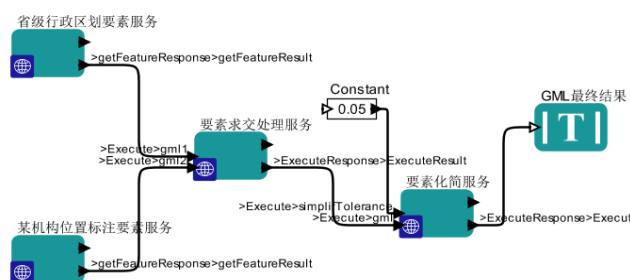 省级行政区划要素服务
>getFeatureResponse>getFeatureResult
Constant
0.05
GML最终结果
T
要素求交处理服务
>Execute>gml1
>Execute>gml2
>ExecuteResponse>ExecuteResult
要素化简服务
>Execute>simplifTolerance
>Execute>gml
>ExecuteResponse>Execut
某机构位置标注要素服务
>getFeatureResponse>getFeatureResult